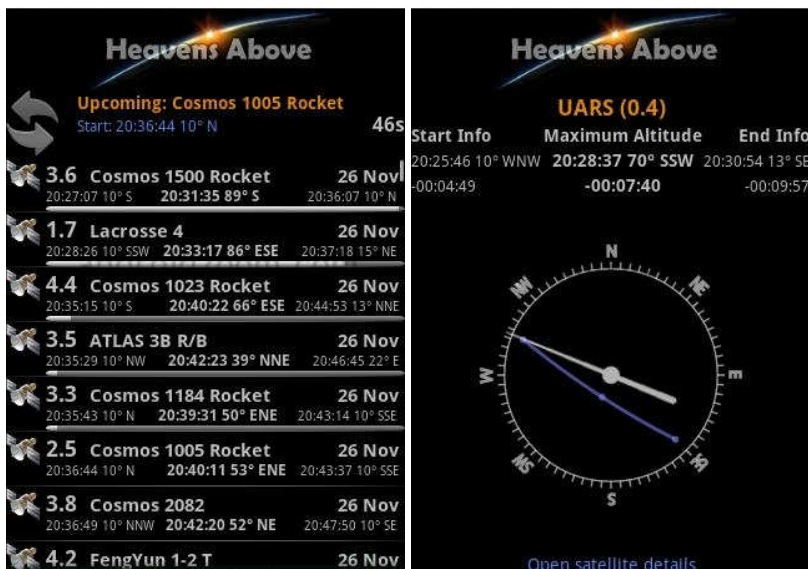 Heavens Above
Upcoming: Cosmos 1005 Rocket
Start: 20:36:44 10° N
46s
3.6 Cosmos 1500 Rocket 26 Nov
20:27:07 10° S 20:31:35 89° S 20:36:07 10° N
1.7 Lacrosse 4 26 Nov
20:28:26 10° SSW 20:33:17 86° ESE 20:37:18 15° NE
4.4 Cosmos 1023 Rocket 26 Nov
20:35:15 10° S 20:40:22 66° ESE 20:44:53 13° NNE
3.5 ATLAS 3B R/B 26 Nov
20:35:29 10° NW 20:42:23 39° NNE 20:46:45 22° E
3.3 Cosmos 1184 Rocket 26 Nov
20:35:43 10° N 20:39:31 50° ENE 20:43:14 10° SSE
2.5 Cosmos 1005 Rocket 26 Nov
20:36:44 10° N 20:40:11 53° ENE 20:43:37 10° SSE
3.8 Cosmos 2082 26 Nov
20:36:49 10° NNW 20:42:20 52° NE 20:47:50 10° SE
4.2 FengYun 1-2 T 26 Nov
Heavens Above
UARS (0.4)
Start Info Maximum Altitude End Info
20:25:46 10° WNW 20:28:37 70° SSW 20:30:54 13° SE
-00:04:49 -00:07:40 -00:09:57
N
NW NE
W E
SW SE
S
Open satellite details